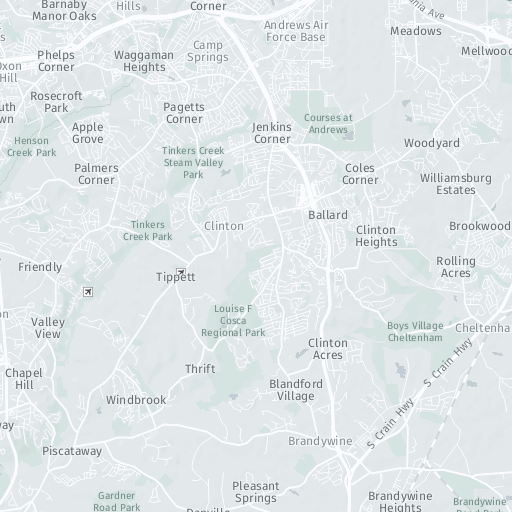 Barnaby
Manor Oaks
Hills
Corner
Andrews Air
Force Base
Ave
Meadows
Phelps
Corner
Waggaman
Heights
Camp
Springs
Mellwood
Hill
Rosecroft
Park
Pagetts
Corner
Courses at
Andrews
Apple
Grove
Jenkins
Corner
Henson
Creek Park
Palmers
Corner
Tinkers Creek
Steam Valley
Park
Woodyard
Coles
Corner
Williamsburg
Estates
Tinkers
Creek Park
Clinton
Ballard
Clinton
Heights
Brookwood
Friendly
Tippett
Rolling
Acres
Valley
View
Louise F
Cosca
Regional Park
Boys Village
Cheltenham
Cheltenha
Clinton
Acres
S Crain Hwy
Chapel
Hill
Thrift
Blandford
Village
Windbrook
S Crain Hwy
Brandywine
Piscataway
Gardner
Road Park
Pleasant
Springs
Danville
Brandywine
Heights
Brandywine